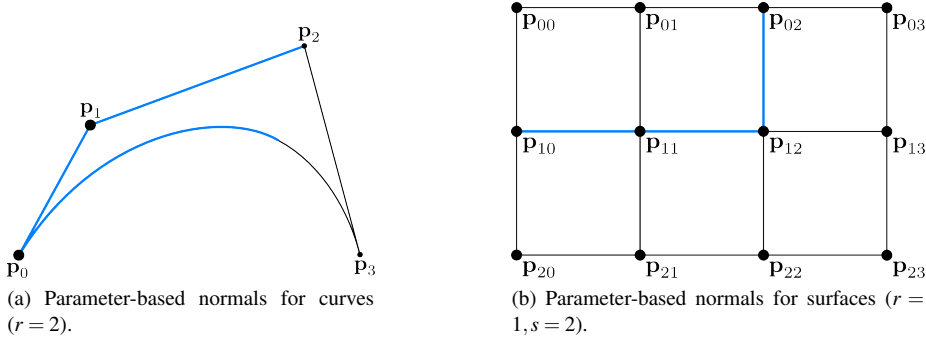 p2
p1
p0
p3
(a) Parameter-based normals for curves
(r = 2).
p00 p01 p02 p03
p10 p11 p12 p13
p20 p21 p22 p23
(b) Parameter-based normals for surfaces (r =
1, s = 2).